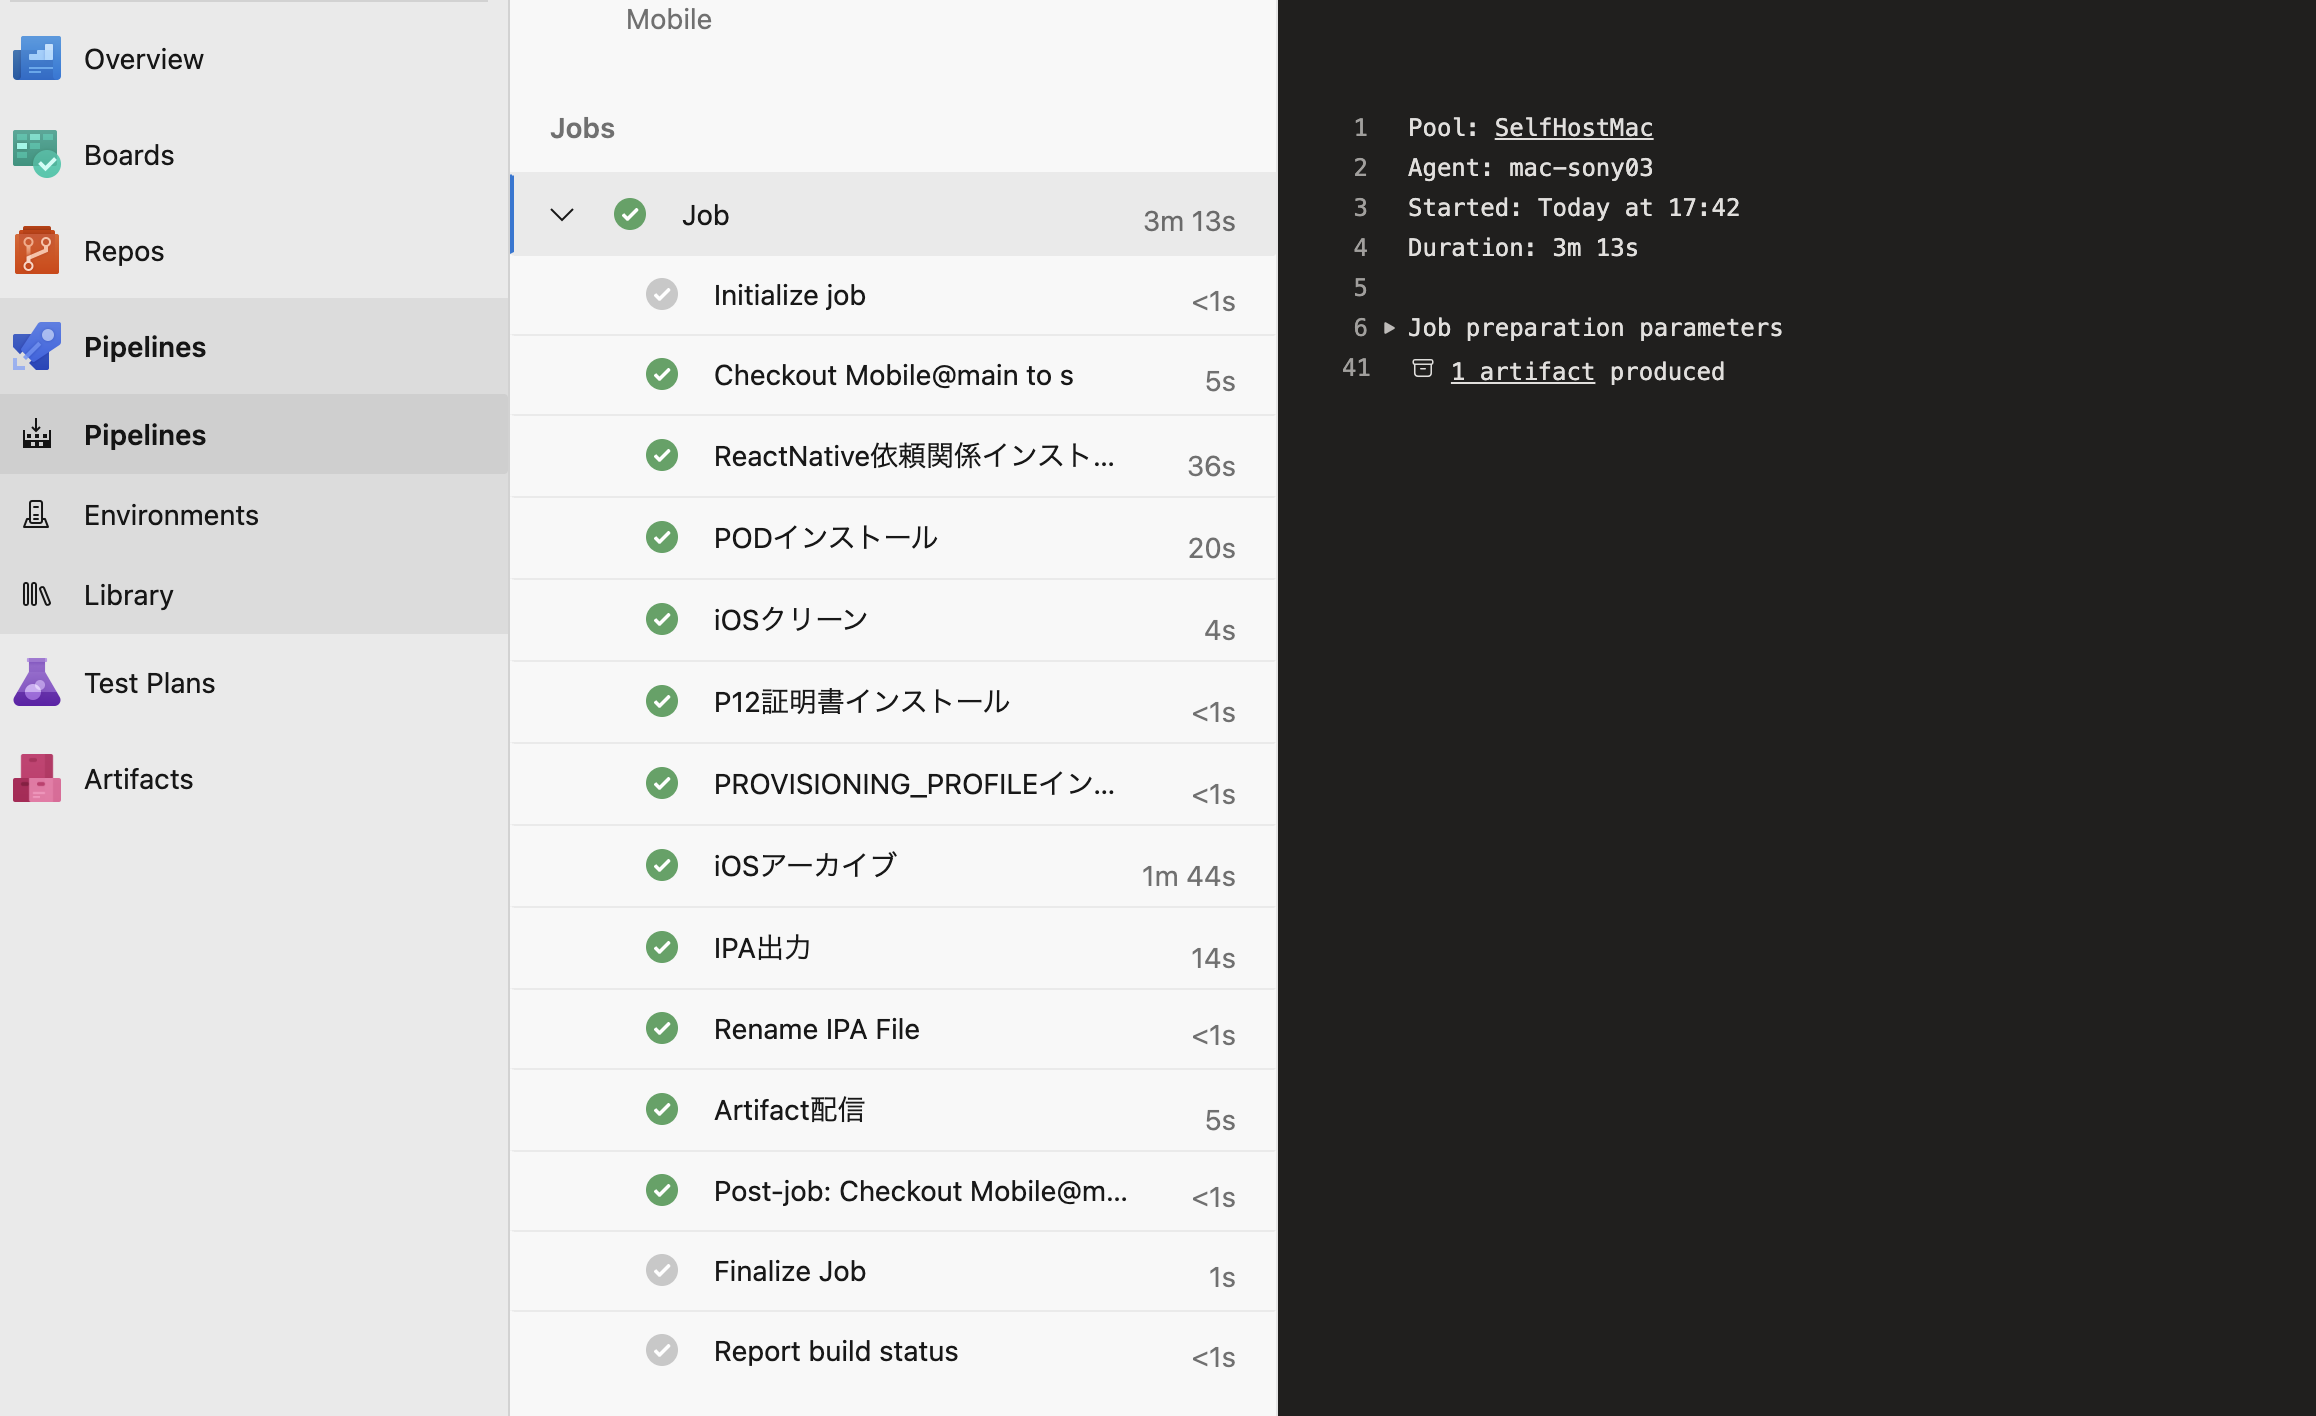 Overview
Boards
Repos
Pipelines
Pipelines
Environments
Library
Test Plans
Artifacts
Mobile
Jobs
Job 3m 13s
Initialize job <1s
Checkout Mobile@main to s 5s
ReactNative依頼関係インスト... 36s
PODインストール 20s
iOSクリーン 4s
P12証明書インストール <1s
PROVISIONING_PROFILEイン... <1s
iOSアーカイブ 1m 44s
IPA出力 14s
Rename IPA File <1s
Artifact配信 5s
Post-job: Checkout Mobile@m... <1s
Finalize Job 1s
Report build status <1s
1 Pool: SelfHostMac
2 Agent: mac-sony03
3 Started: Today at 17:42
4 Duration: 3m 13s
5
6 Job preparation parameters
41 1 artifact produced